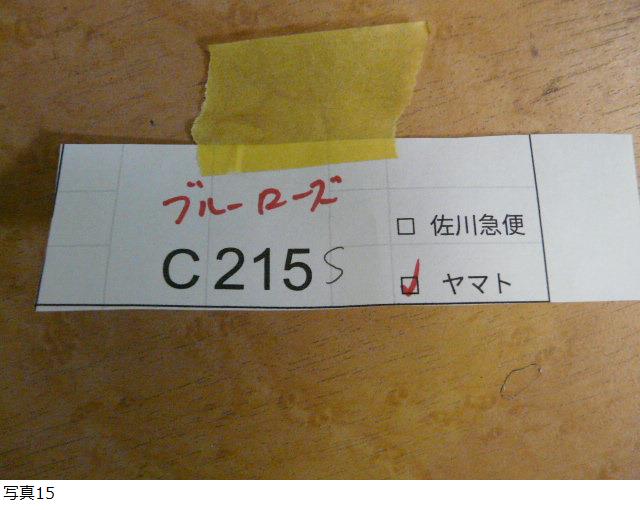 ブルーローズ
C215S
□ 佐川急便
☑ ヤマト
写真15